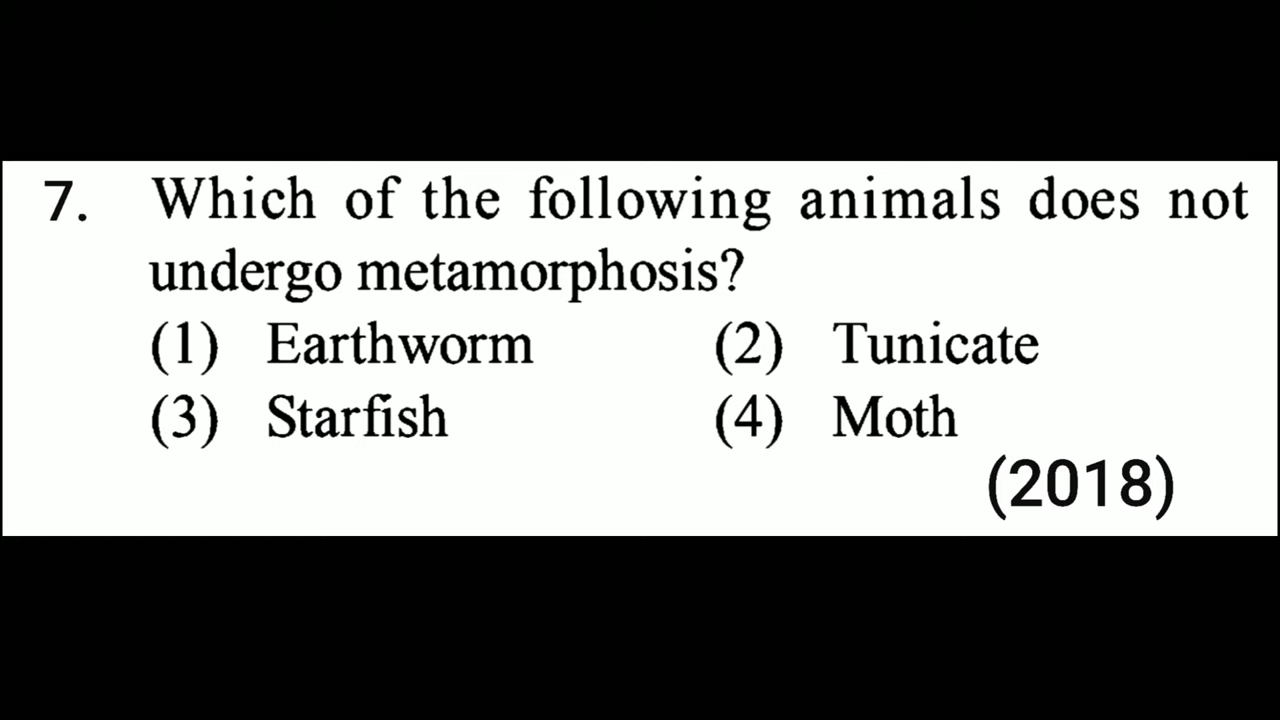 7. Which of the following animals does not
undergo metamorphosis?
(1) Earthworm (2) Tunicate
(3) Starfish (4) Moth
(2018)